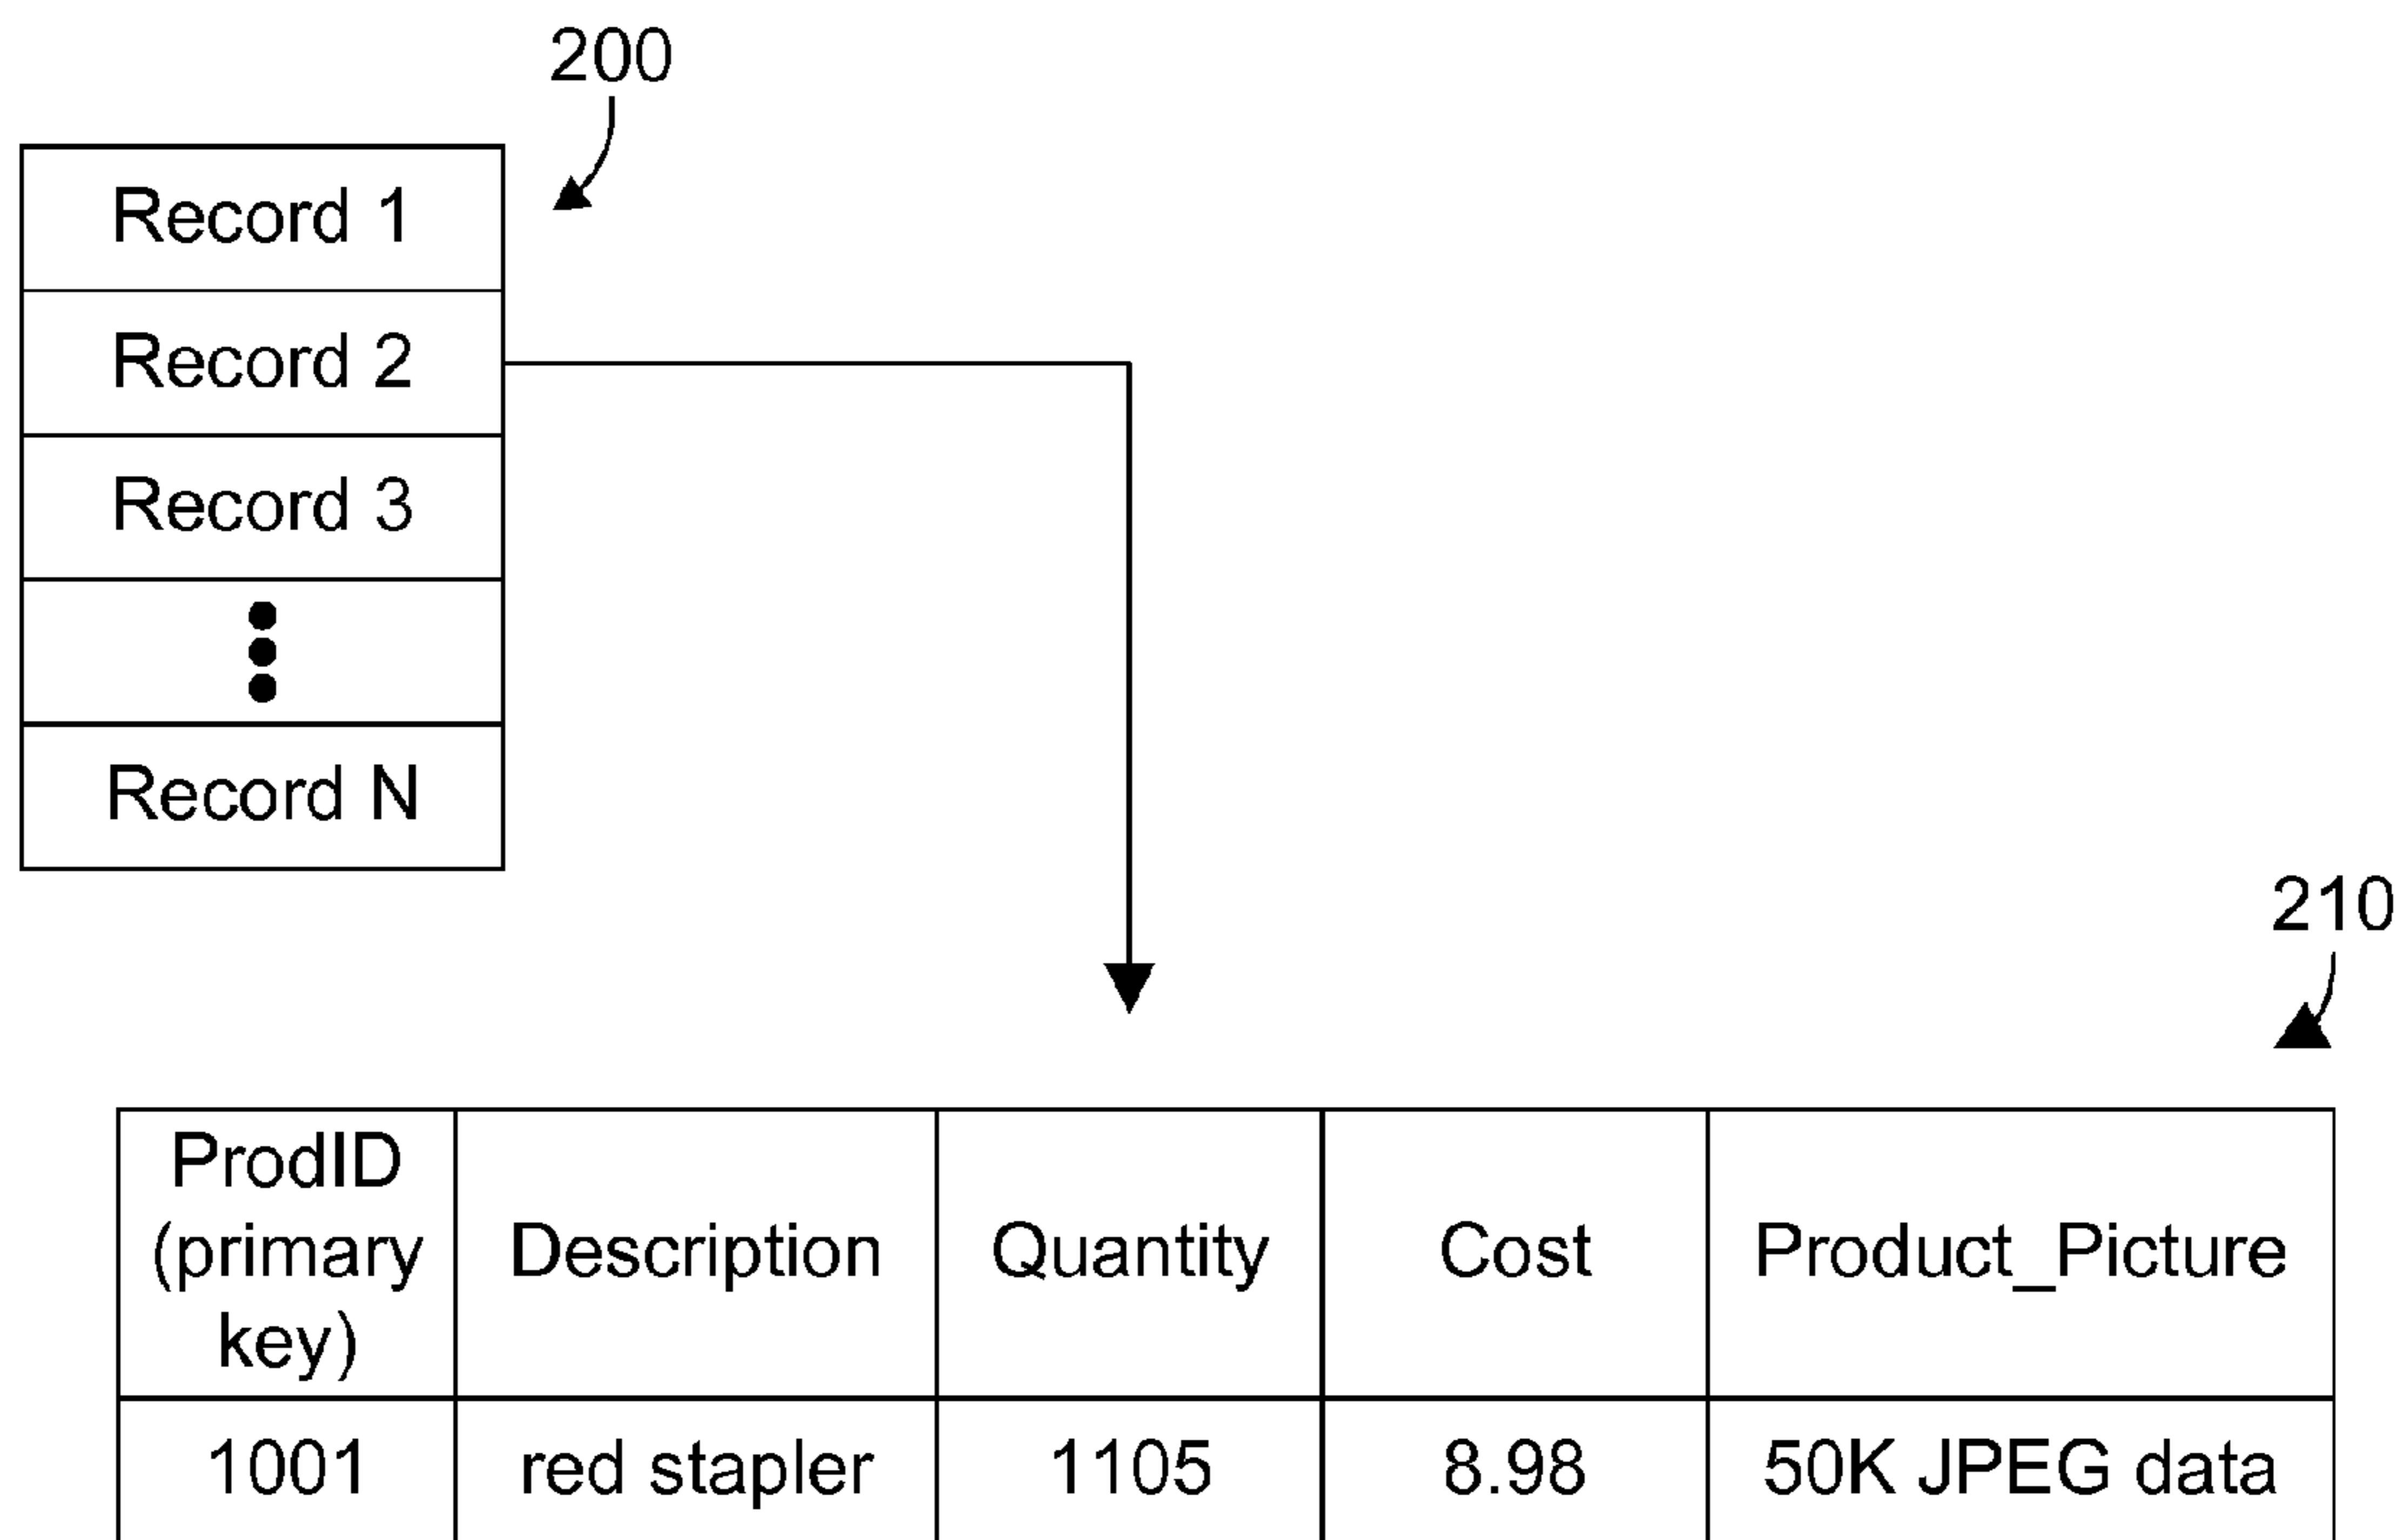 200
Record 1
Record 2
Record 3
Record N
210
ProdID
(primary
key)
Description
Quantity
Cost
Product_Picture
1001
red stapler
1105
8.98
50K JPEG data